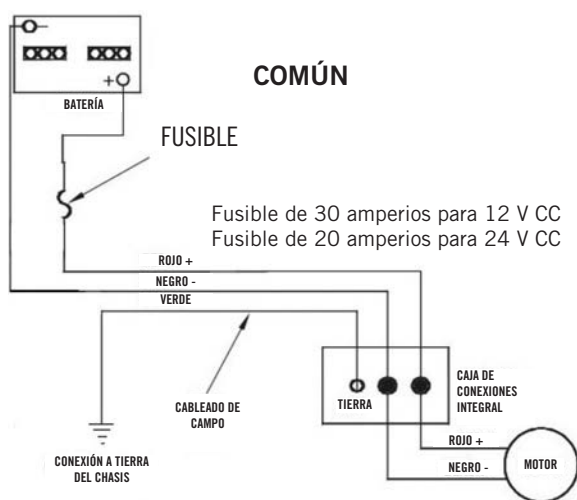 +
BATERÍA
COMÚN
FUSIBLE
Fusible de 30 amperios para 12 V CC
Fusible de 20 amperios para 24 V CC
ROJO +
NEGRO -
VERDE
CABLEADO DE
CAMPO
CONEXIÓN A TIERRA
DEL CHASIS
TIERRA
CAJA DE
CONEXIONES
INTEGRAL
ROJO +
NEGRO -
MOTOR